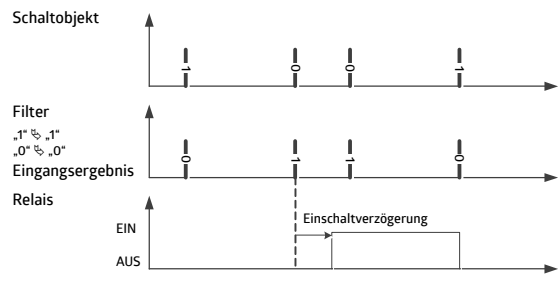 Schaltobjekt
1 0 0 1
Filter
„1“ ⮱ „1“
„0“ ⮱ „0“
Eingangsergebnis
0 1 1 0
Relais
Einschaltverzögerung
EIN
AUS